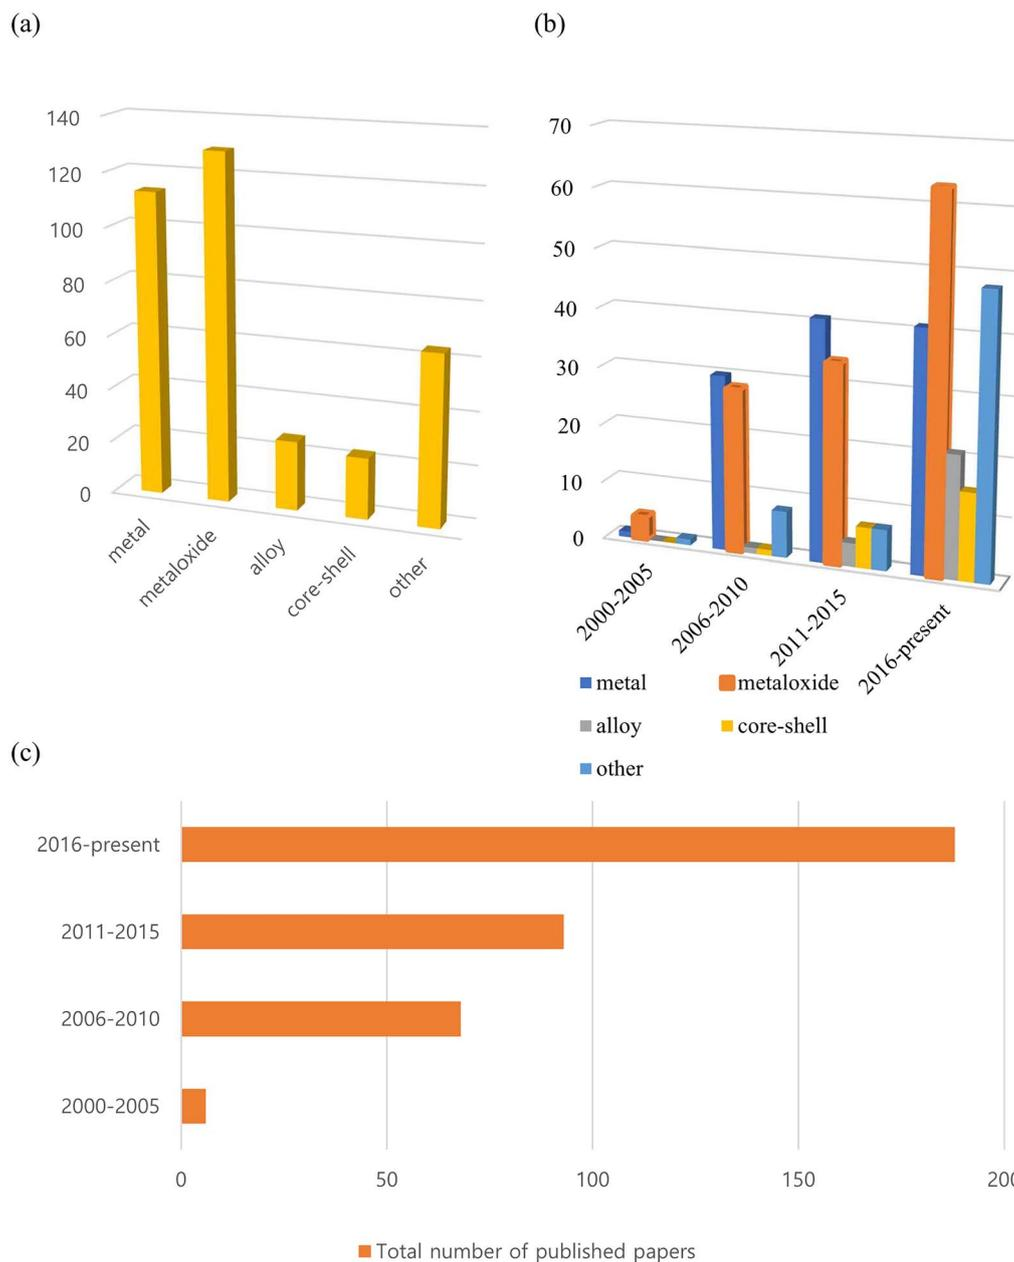 (a)
140
120
100
80
60
40
20
0
metal
metaloxide
alloy
core-shell
other
(b)
70
60
50
40
30
20
10
0
2000-2005
2006-2010
2011-2015
2016-present
metal
metaloxide
alloy
core-shell
other
(c)
2016-present
2011-2015
2006-2010
2000-2005
0 50 100 150 200
Total number of published papers